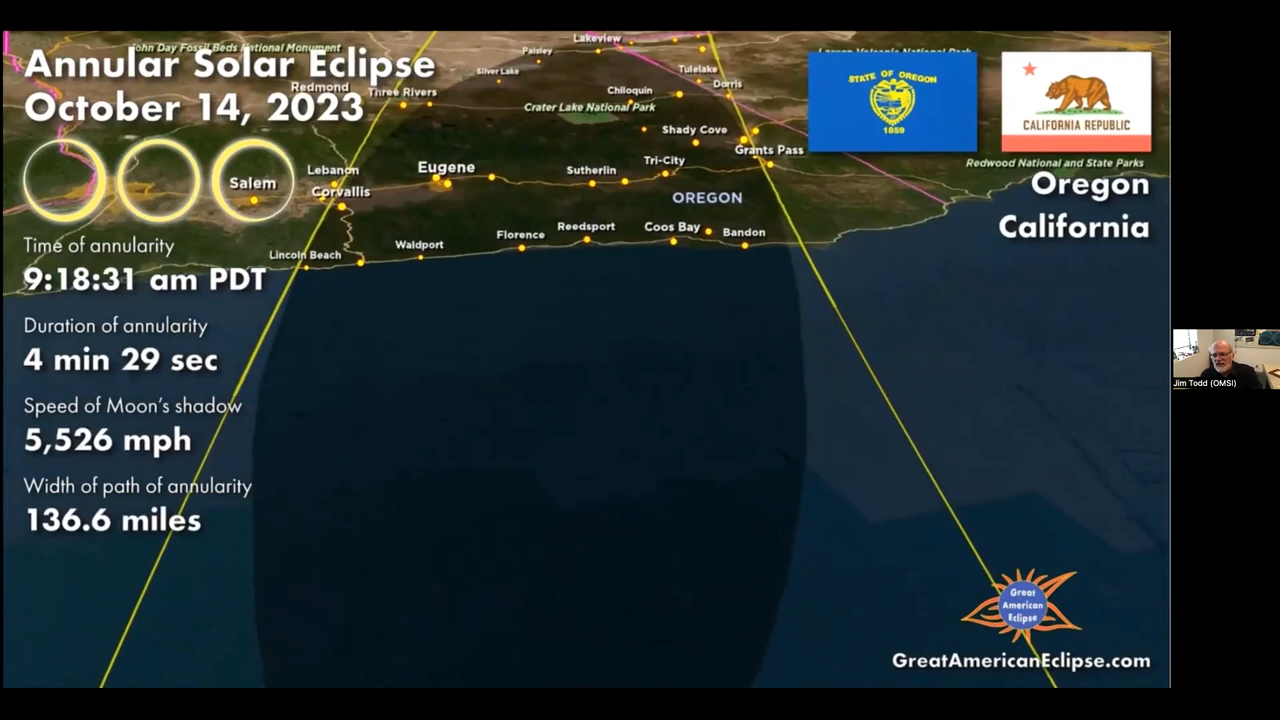 John Day Fossil Beds National Monument
Annular Solar Eclipse
October 14, 2023
Redmond
Three Rivers
Lakeview
Paisley
Silver Lake
Chiloquin
Crater Lake National Park
Tulelake
Dorris
Lassen Volcanic National Park
STATE OF OREGON
1859
CALIFORNIA REPUBLIC
Shady Cove
Grants Pass
Tri-City
Sutherlin
Eugene
Lebanon
Corvallis
Salem
Redwood National and State Parks
Oregon
California
OREGON
Coos Bay
Bandon
Reedsport
Florence
Waldport
Lincoln Beach
Time of annularity
9:18:31 am PDT
Duration of annularity
4 min 29 sec
Speed of Moon's shadow
5,526 mph
Width of path of annularity
136.6 miles
Great
American
Eclipse
GreatAmericanEclipse.com
Jim Todd (OMSI)